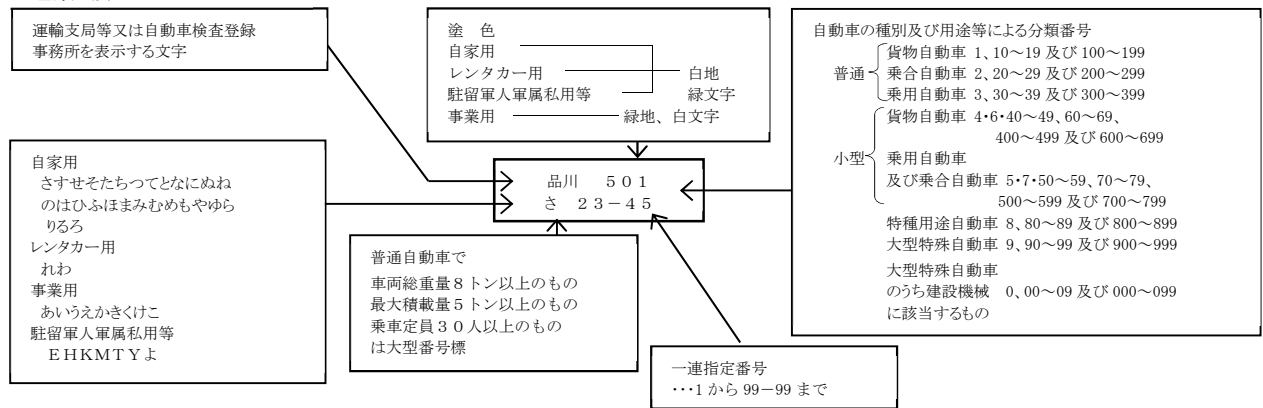 運輸支局等又は自動車検査登録
事務所を表示する文字
塗 色
自家用
レンタカー用 白地
駐留軍人軍属私用等 緑文字
事業用 緑地、白文字
自動車の種別及び用途等による分類番号
貨物自動車 1、10～19 及び 100～199
普通 乗合自動車 2、20～29 及び 200～299
乗用自動車 3、30～39 及び 300～399
貨物自動車 4・6・40～49、60～69、
400～499 及び 600～699
小型 乗用自動車
及び乗合自動車 5・7・50～59、70～79、
500～599 及び 700～799
特種用途自動車 8、80～89 及び 800～899
大型特殊自動車 9、90～99 及び 900～999
大型特殊自動車
のうち建設機械 0、00～09 及び 000～099
に該当するもの
自家用
さすせそたちつてとなにぬね
のはひふほまみむめもやゆら
りるろ
レンタカー用
れわ
事業用
あいうえかきくけこ
駐留軍人軍属私用等
EHKMTYよ
品川 501
さ 23－45
普通自動車で
車両総重量8トン以上のもの
最大積載量5トン以上のもの
乗車定員30人以上のもの
は大型番号標
一連指定番号
・・・1 から 99－99 まで